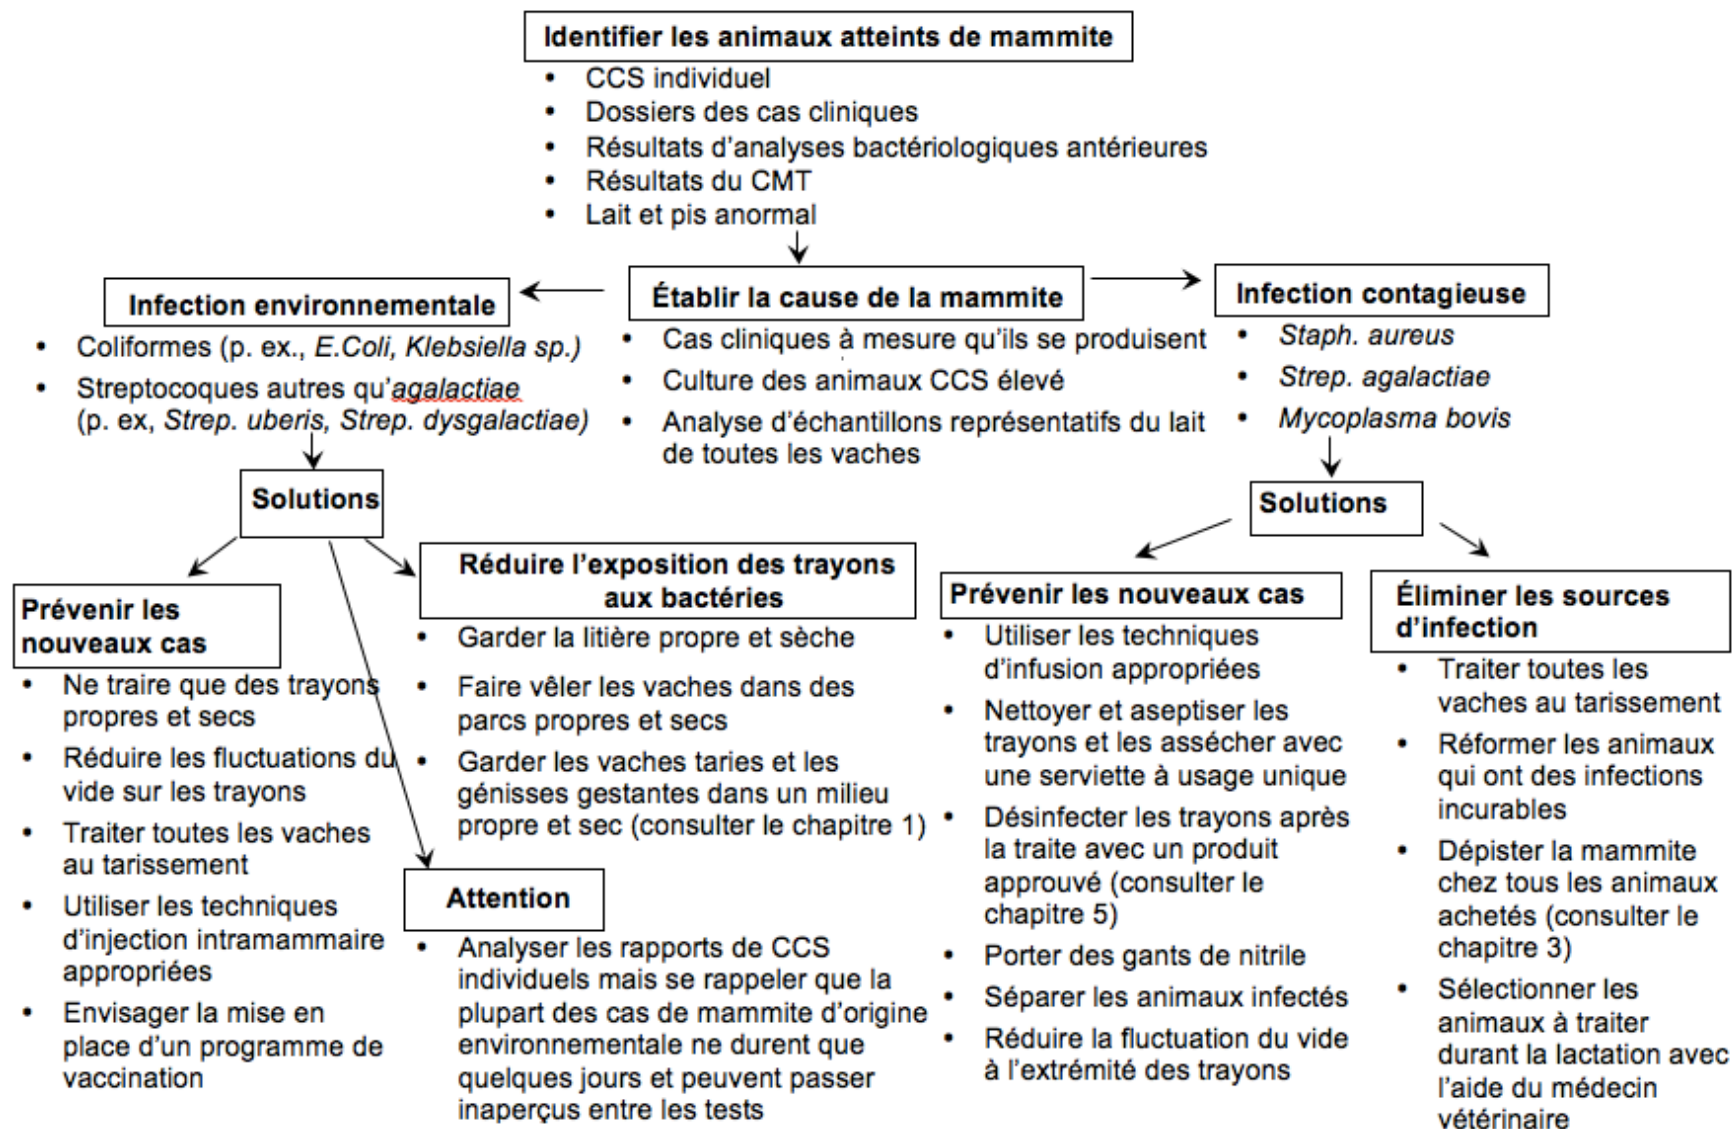 Identifier les animaux atteints de mammite
• CCS individuel
• Dossiers des cas cliniques
• Résultats d'analyses bactériologiques antérieures
• Résultats du CMT
• Lait et pis anormal
Infection environnementale
• Coliformes (p. ex., E.Coli, Klebsiella sp.)
• Streptocoques autres qu'agalactiae
(p. ex, Strep. uberis, Strep. dysgalactiae)
Établir la cause de la mammite
• Cas cliniques à mesure qu'ils se produisent
• Culture des animaux CCS élevé
• Analyse d'échantillons représentatifs du lait
de toutes les vaches
Infection contagieuse
• Staph. aureus
• Strep. agalactiae
• Mycoplasma bovis
Solutions
Prévenir les
nouveaux cas
• Ne traire que des trayons
propres et secs
• Réduire les fluctuations du
vide sur les trayons
• Traiter toutes les vaches
au tarissement
• Utiliser les techniques
d'injection intramammaire
appropriées
• Envisager la mise en
place d'un programme de
vaccination
Réduire l'exposition des trayons
aux bactéries
• Garder la litière propre et sèche
• Faire vêler les vaches dans des
parcs propres et secs
• Garder les vaches taries et les
génisses gestantes dans un milieu
propre et sec (consulter le chapitre 1)
Attention
• Analyser les rapports de CCS
individuels mais se rappeler que la
plupart des cas de mammite d'origine
environnementale ne durent que
quelques jours et peuvent passer
inaperçus entre les tests
Solutions
Prévenir les nouveaux cas
• Utiliser les techniques
d'infusion appropriées
• Nettoyer et aseptiser les
trayons et les assécher avec
une serviette à usage unique
• Désinfecter les trayons après
la traite avec un produit
approuvé (consulter le
chapitre 5)
• Porter des gants de nitrile
• Séparer les animaux infectés
• Réduire la fluctuation du vide
à l'extrémité des trayons
Éliminer les sources
d'infection
• Traiter toutes les
vaches au tarissement
• Réformer les animaux
qui ont des infections
incurables
• Dépister la mammite
chez tous les animaux
achetés (consulter le
chapitre 3)
• Sélectionner les
animaux à traiter
durant la lactation avec
l'aide du médecin
vétérinaire